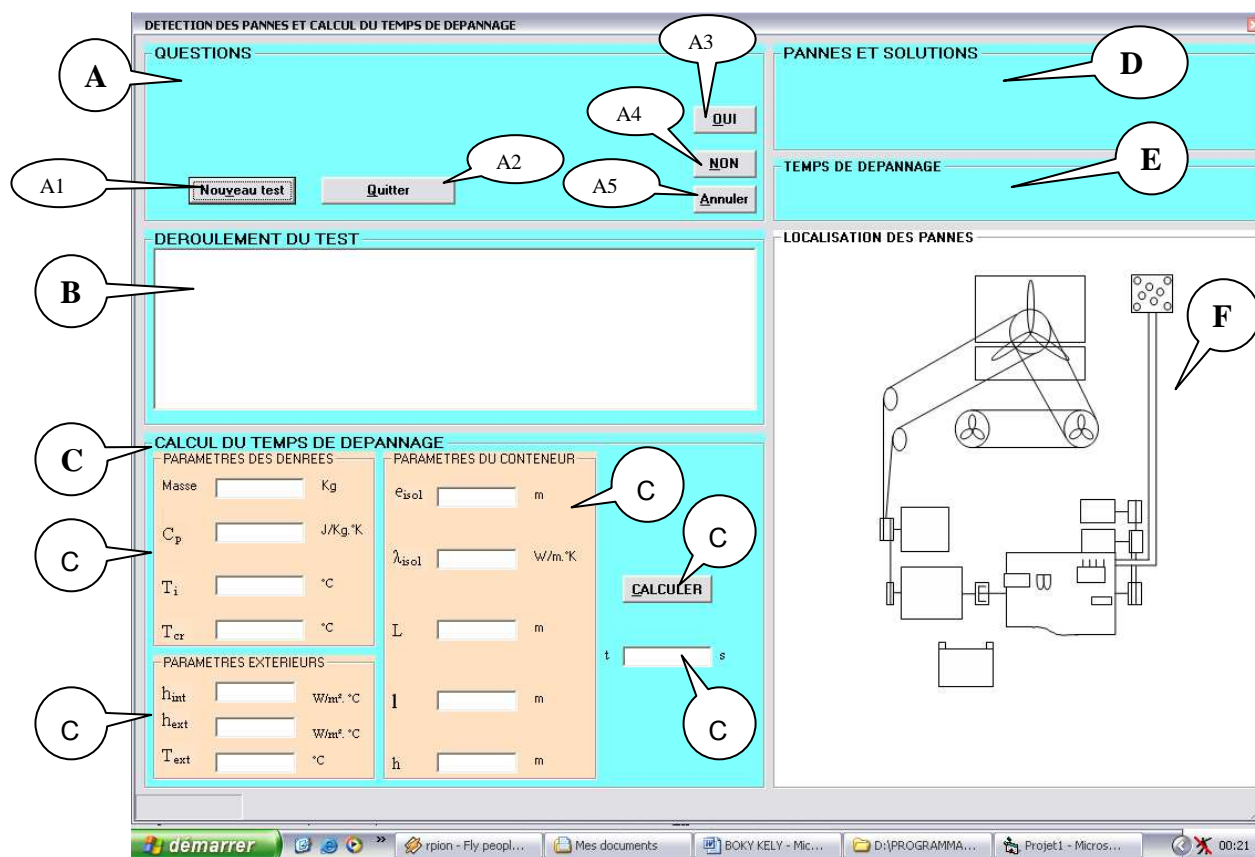 DETECTION DES PANNES ET CALCUL DU TEMPS DE DEPANNAGE
QUESTIONS
A
A3
OUI
A4
NON
A1
Nouveau test
A2
Quitter
A5
Annuler
PANNES ET SOLUTIONS
D
TEMPS DE DEPANNAGE
E
DEROULEMENT DU TEST
B
LOCALISATION DES PANNES
F
CALCUL DU TEMPS DE DEPANNAGE
C
PARAMETRES DES DENREES
Masse Kg
Cp J/Kg.°K
C
Ti °C
Tcr °C
PARAMETRES EXTERIEURS
hint W/m². °C
hext W/m². °C
C
Text °C
PARAMETRES DU CONTENEUR
C
eisol m
λisol W/m.°K
L m
l m
h m
C
CALCULER
t s
C
démarrer
»
rpion - Fly peopl...
Mes documents
BOKY KELY - Mic...
D:\PROGRAMMA...
Projet1 - Micros...
00:21